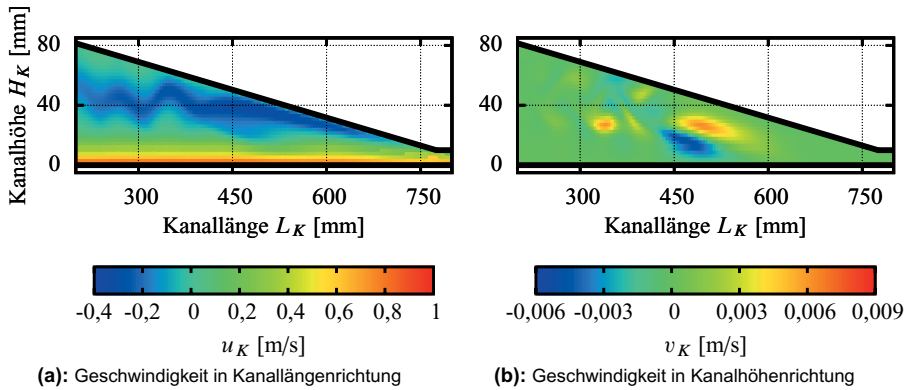 Kanalhöhe H_K [mm]
80
40
0
300 450 600 750
Kanallänge L_K [mm]
-0,4 -0,2 0 0,2 0,4 0,6 0,8 1
u_K [m/s]
(a): Geschwindigkeit in Kanallängenrichtung
80
40
0
300 450 600 750
Kanallänge L_K [mm]
-0,006 -0,003 0 0,003 0,006 0,009
v_K [m/s]
(b): Geschwindigkeit in Kanalhöhenrichtung